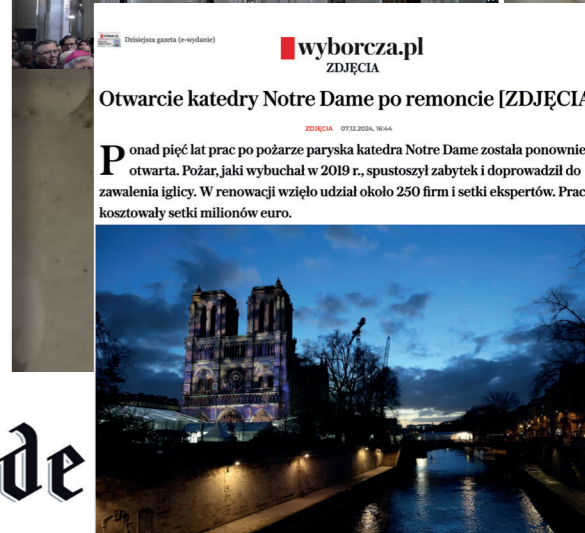 Dzisiejsza gazeta (e-wydanie)
wyborcza.pl
ZDJĘCIA
Otwarcie katedry Notre Dame po remoncie [ZDJĘCIA
ZDJĘCIA 07.12.2024, 16:44
Ponad pięć lat prac po pożarze paryska katedra Notre Dame została ponownie
otwarta. Pożar, jaki wybuchał w 2019 r., spustoszył zabytek i doprowadził do
zawalenia iglicy. W renowacji wzięło udział około 250 firm i setki ekspertów. Prac
kosztowały setki milionów euro.
de